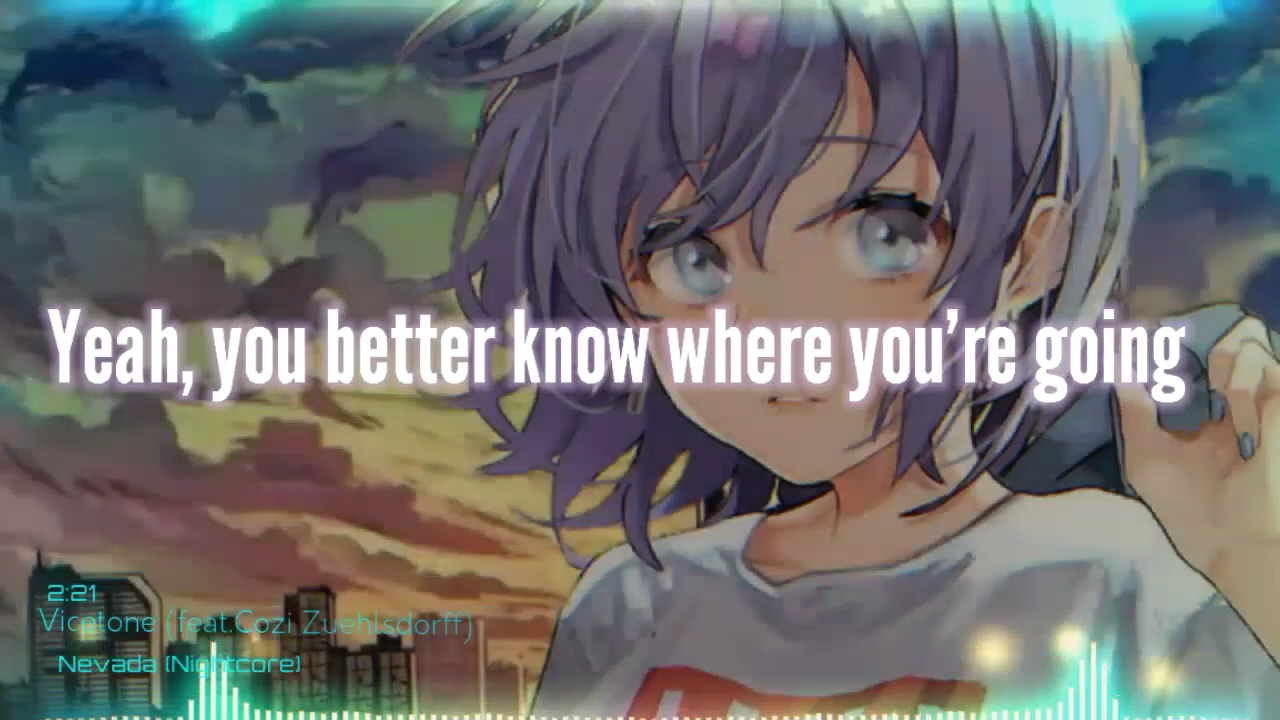 Yeah, you better know where you're going
2:21
Vicetone (feat.Cozi Zuehlsdorff)
Nevada (Nightcore)